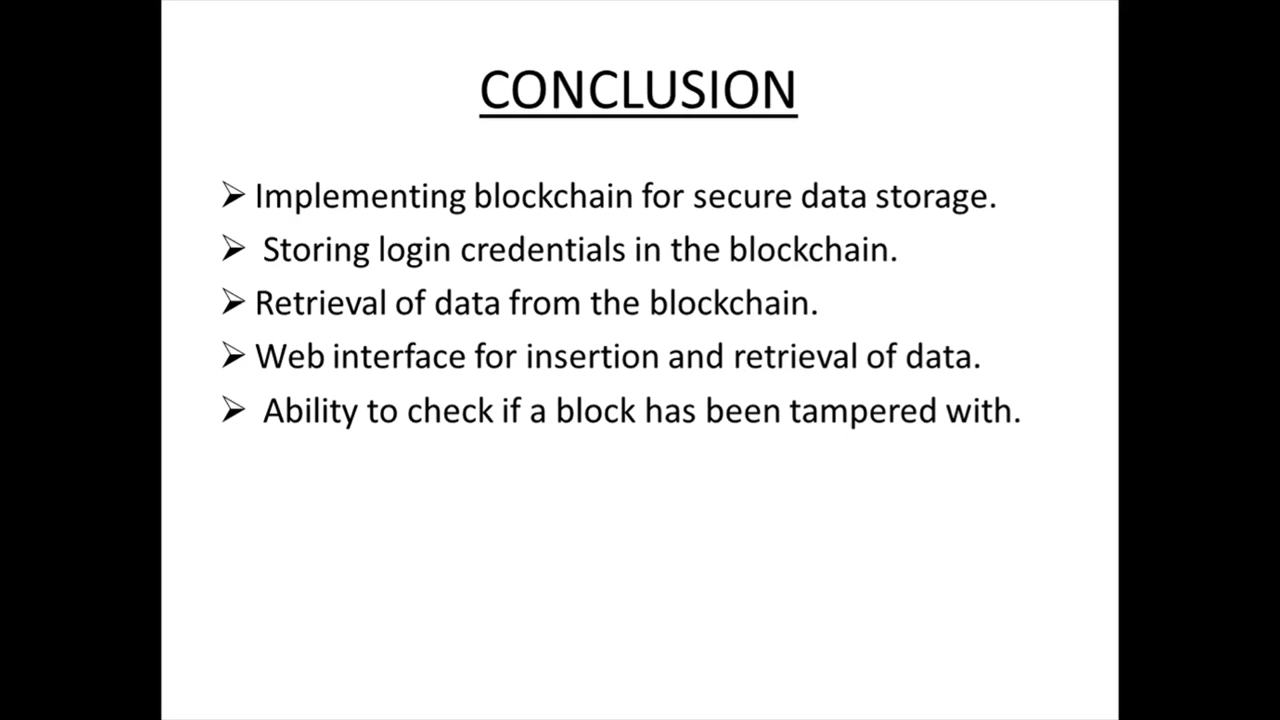 CONCLUSION
➢ Implementing blockchain for secure data storage.
➢ Storing login credentials in the blockchain.
➢ Retrieval of data from the blockchain.
➢ Web interface for insertion and retrieval of data.
➢ Ability to check if a block has been tampered with.